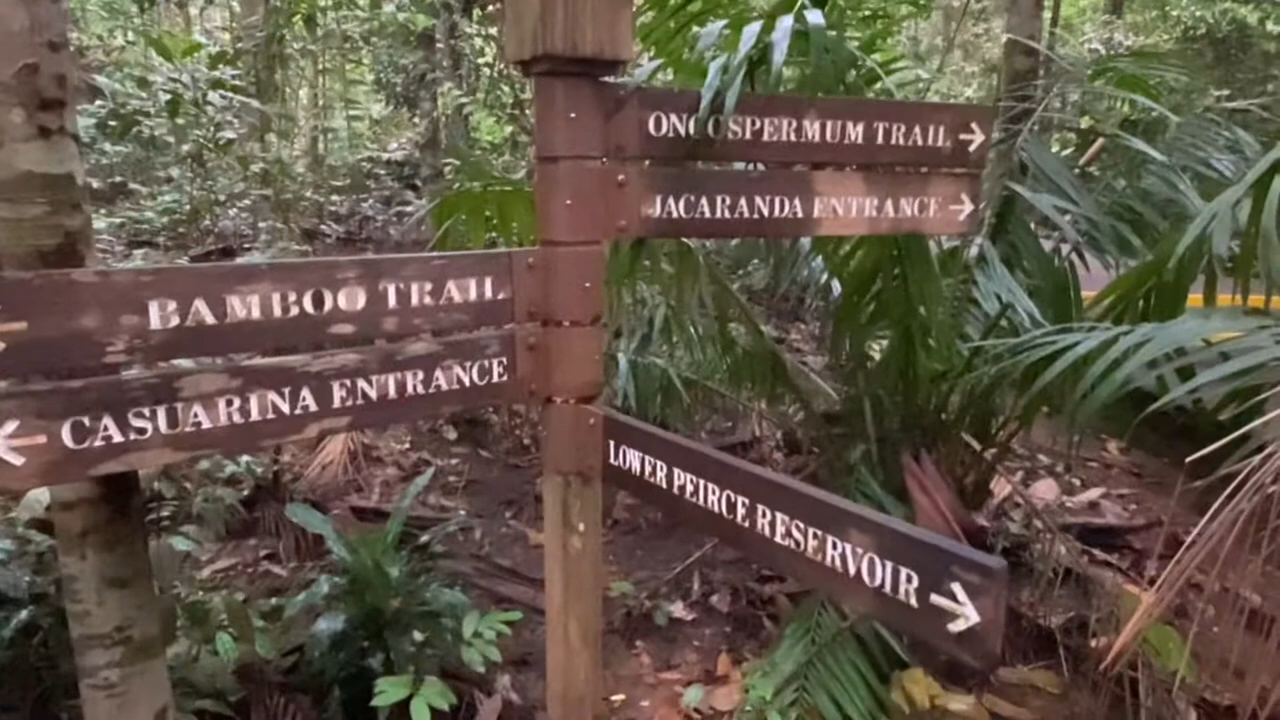 ONCOSPERMUM TRAIL →
JACARANDA ENTRANCE →
BAMBOO TRAIL
← CASUARINA ENTRANCE
LOWER PEIRCE RESERVOIR →